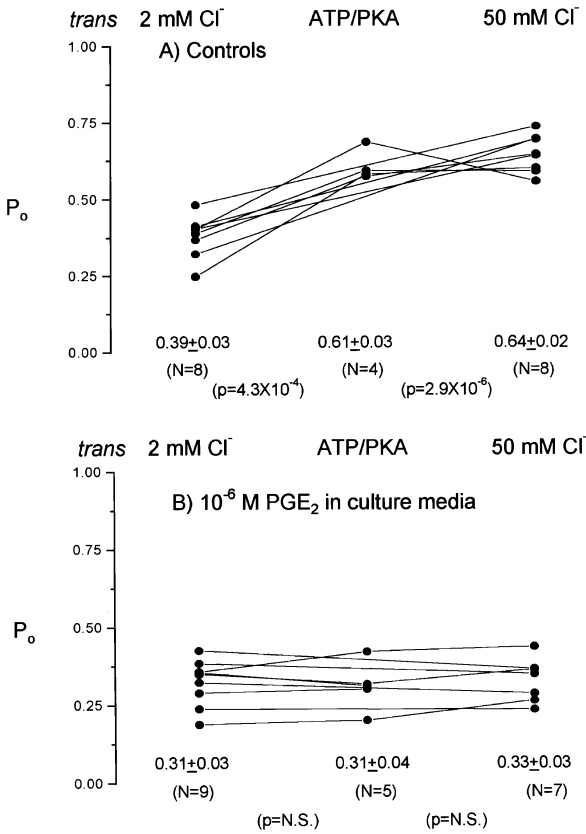 trans 2 mM Cl⁻ ATP/PKA 50 mM Cl⁻
A) Controls
1.00
0.75
0.50
0.25
0.00
Pₒ
0.39±0.03 0.61±0.03 0.64±0.02
(N=8) (N=4) (N=8)
(p=4.3X10⁻⁴) (p=2.9X10⁻⁶)
trans 2 mM Cl⁻ ATP/PKA 50 mM Cl⁻
B) 10⁻⁶ M PGE₂ in culture media
1.00
0.75
0.50
0.25
0.00
Pₒ
0.31±0.03 0.31±0.04 0.33±0.03
(N=9) (N=5) (N=7)
(p=N.S.) (p=N.S.)